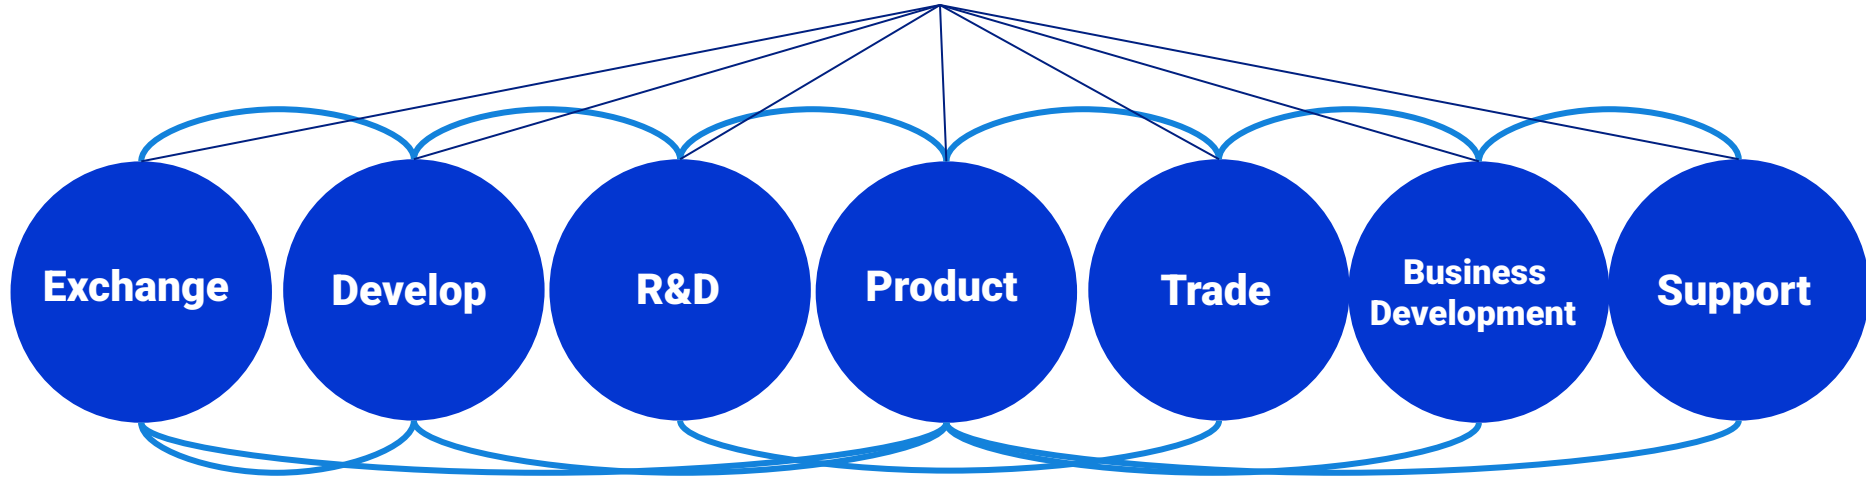 Exchange
Develop
R&D
Product
Trade
Business
Development
Support